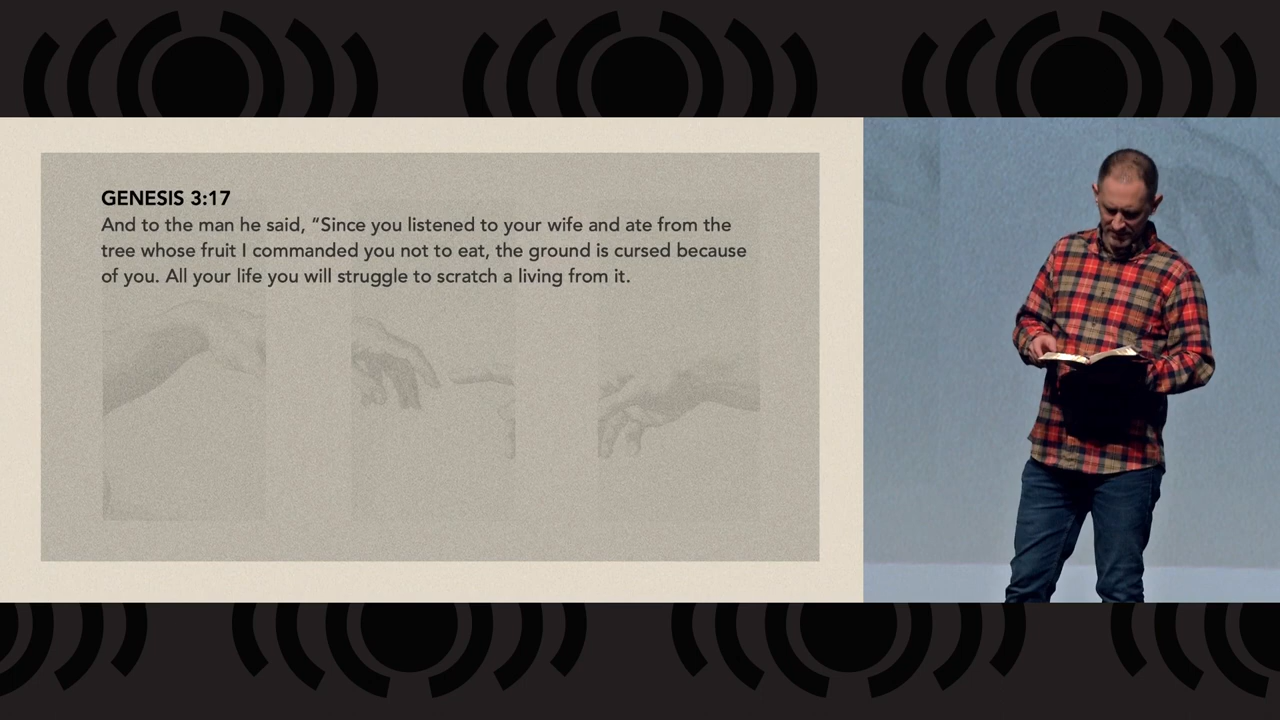 GENESIS 3:17
And to the man he said, “Since you listened to your wife and ate from the
tree whose fruit I commanded you not to eat, the ground is cursed because
of you. All your life you will struggle to scratch a living from it.